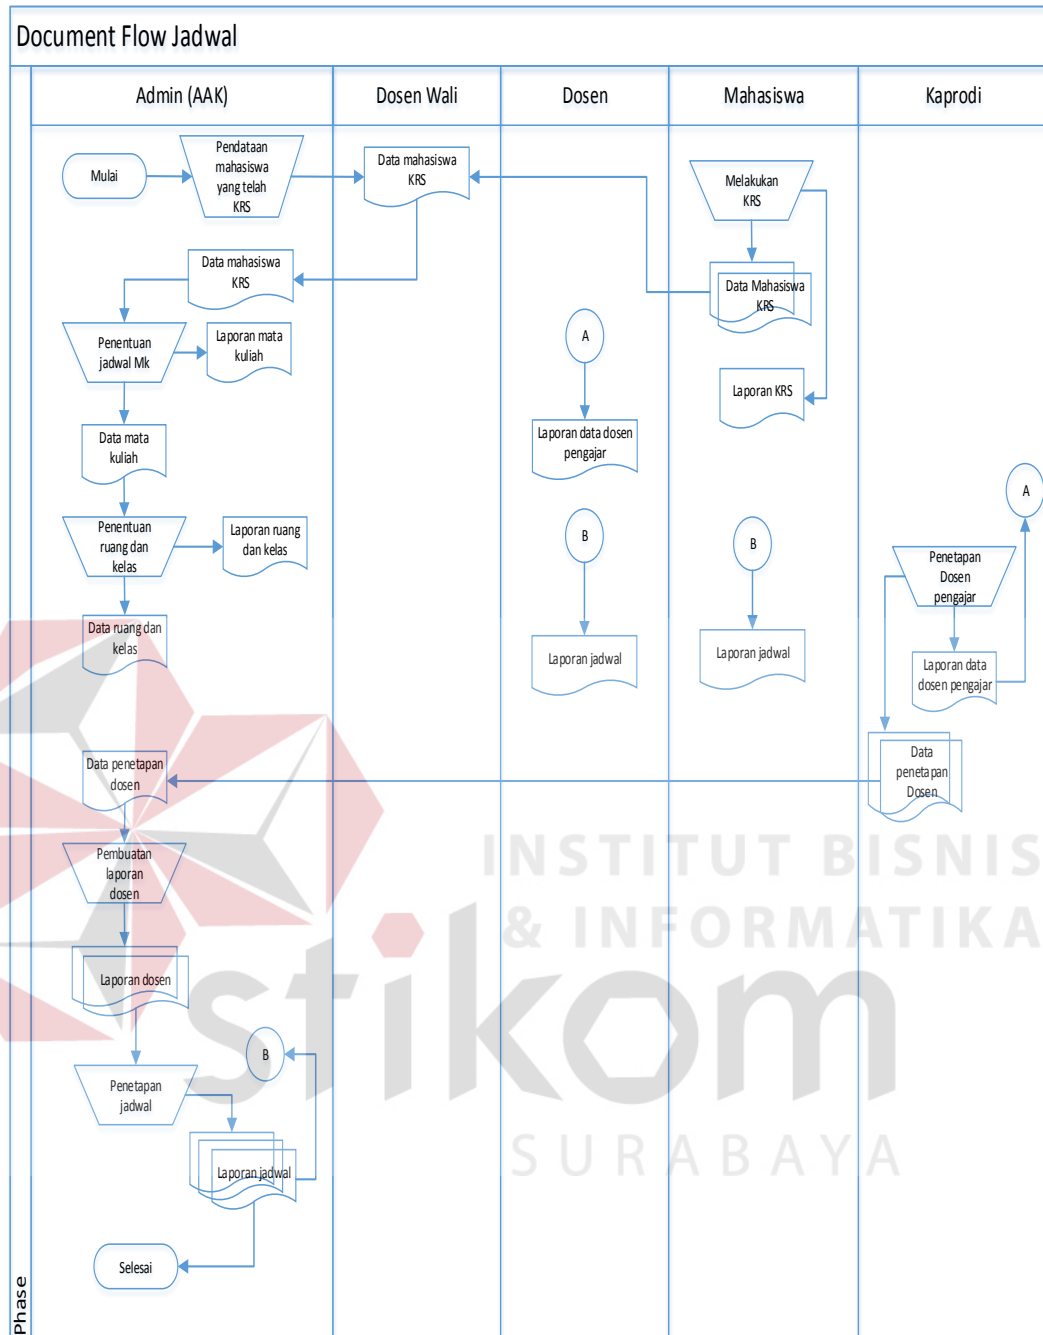 Document Flow Jadwal
Admin (AAK)
Dosen Wali
Dosen
Mahasiswa
Kaprodi
Mulai
Pendataan
mahasiswa
yang telah
KRS
Data mahasiswa
KRS
Melakukan
KRS
Data mahasiswa
KRS
Data Mahasiswa
KRS
Penentuan
jadwal Mk
Laporan mata
kuliah
A
Laporan KRS
Data mata
kuliah
Laporan data dosen
pengajar
A
Penentuan
ruang dan
kelas
Laporan ruang
dan kelas
B
B
Penetapan
Dosen
pengajar
Data ruang dan
kelas
Laporan jadwal
Laporan jadwal
Laporan data
dosen pengajar
Data penetapan
dosen
Data
penetapan
Dosen
Pembuatan
laporan
dosen
Laporan dosen
B
Penetapan
jadwal
Laporan jadwal
Selesai
Phase
INSTITUT BISNIS
& INFORMATIKA
stikom
SURABAYA